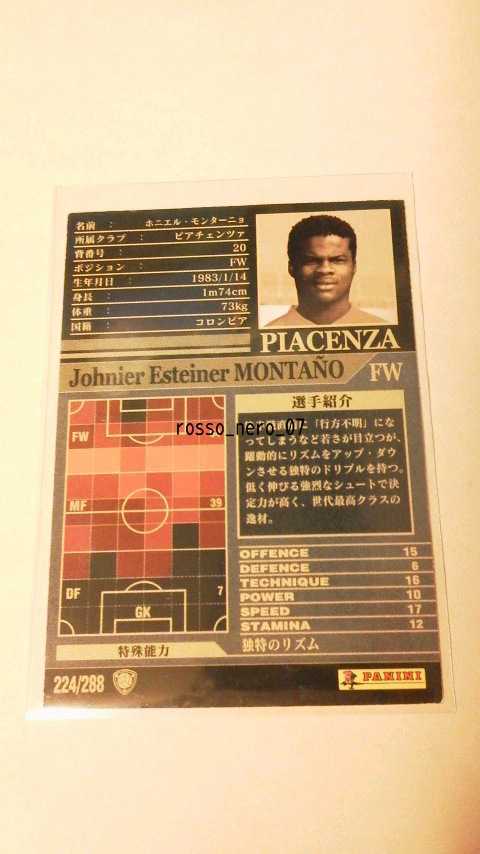 名前 : ホニエル・モンターニョ
所属クラブ : ピアチェンツァ
背番号 : 20
ポジション : FW
生年月日 : 1983/1/14
身長 : 1m74cm
体重 : 73kg
国籍 : コロンビア
PIACENZA
Johnier Esteiner MONTAÑO FW
選手紹介
rosso_nero_07
「行方不明」にな
ってしまうなど若さが目立つが、
躍動的にリズムをアップ・ダウ
ンさせる独特のドリブルを持つ。
低く伸びる強烈なシュートで決
定力が高く、世代最高クラスの
逸材。
FW
MF 39
DF 7
GK
OFFENCE 15
DEFENCE 6
TECHNIQUE 16
POWER 10
SPEED 17
STAMINA 12
特殊能力 独特のリズム
224/288 PANINI